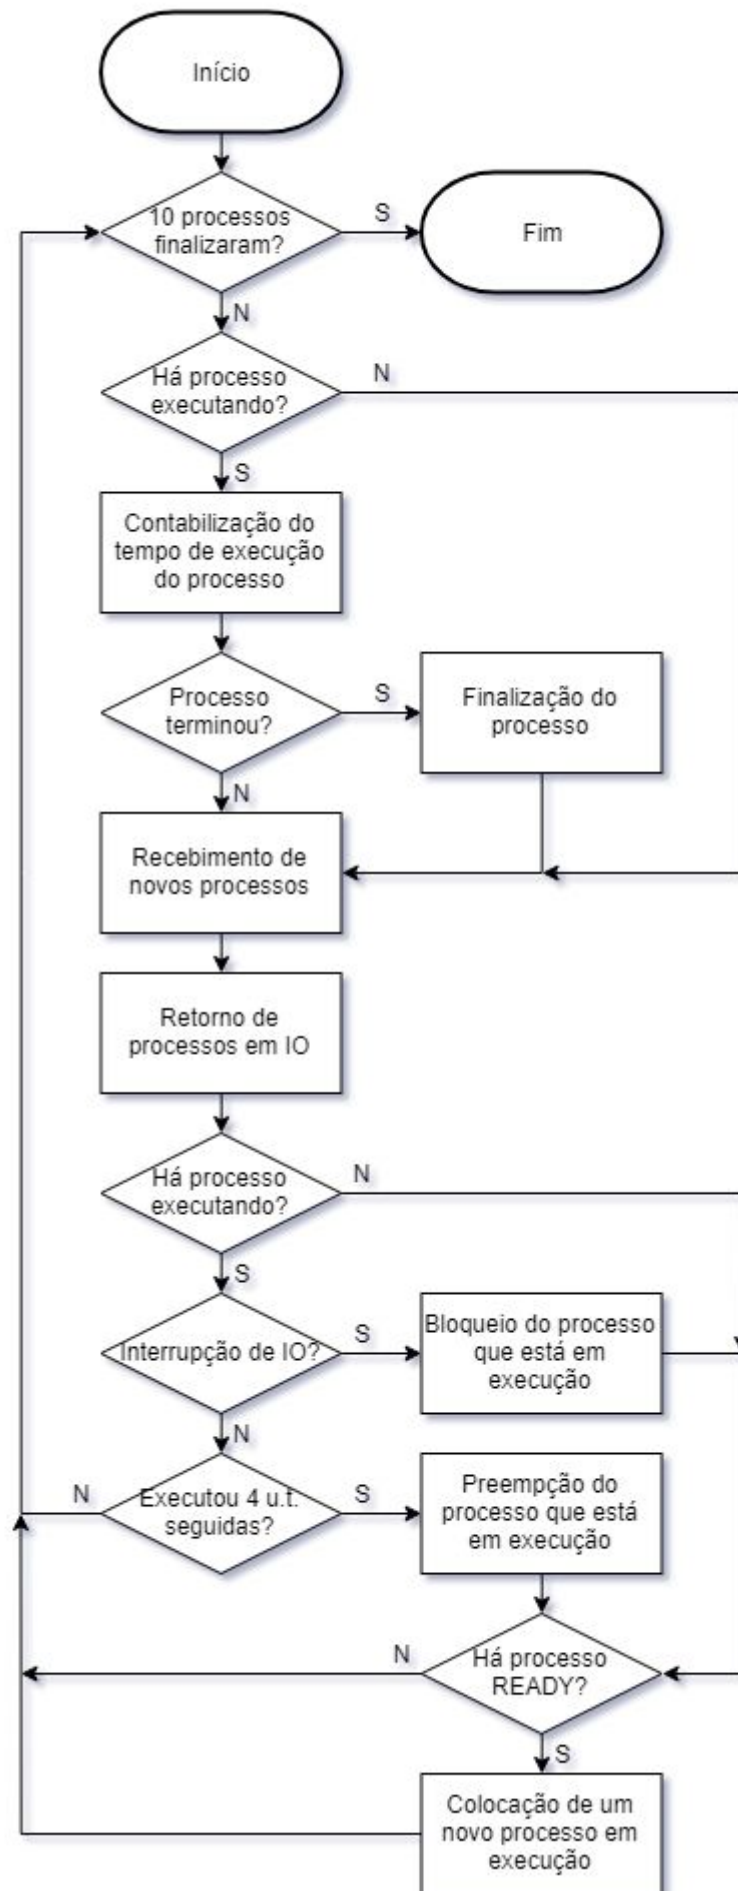 Início
10 processos
finalizaram?
S
Fim
N
Há processo
executando?
N
S
Contabilização do
tempo de execução
do processo
Processo
terminou?
S
Finalização do
processo
N
Recebimento de
novos processos
Retorno de
processos em IO
Há processo
executando?
N
S
Interrupção de IO?
S
Bloqueio do processo
que está em
execução
N
N
Executou 4 u.t.
seguidas?
S
Preempção do
processo que está
em execução
N
Há processo
READY?
S
Colocação de um
novo processo em
execução